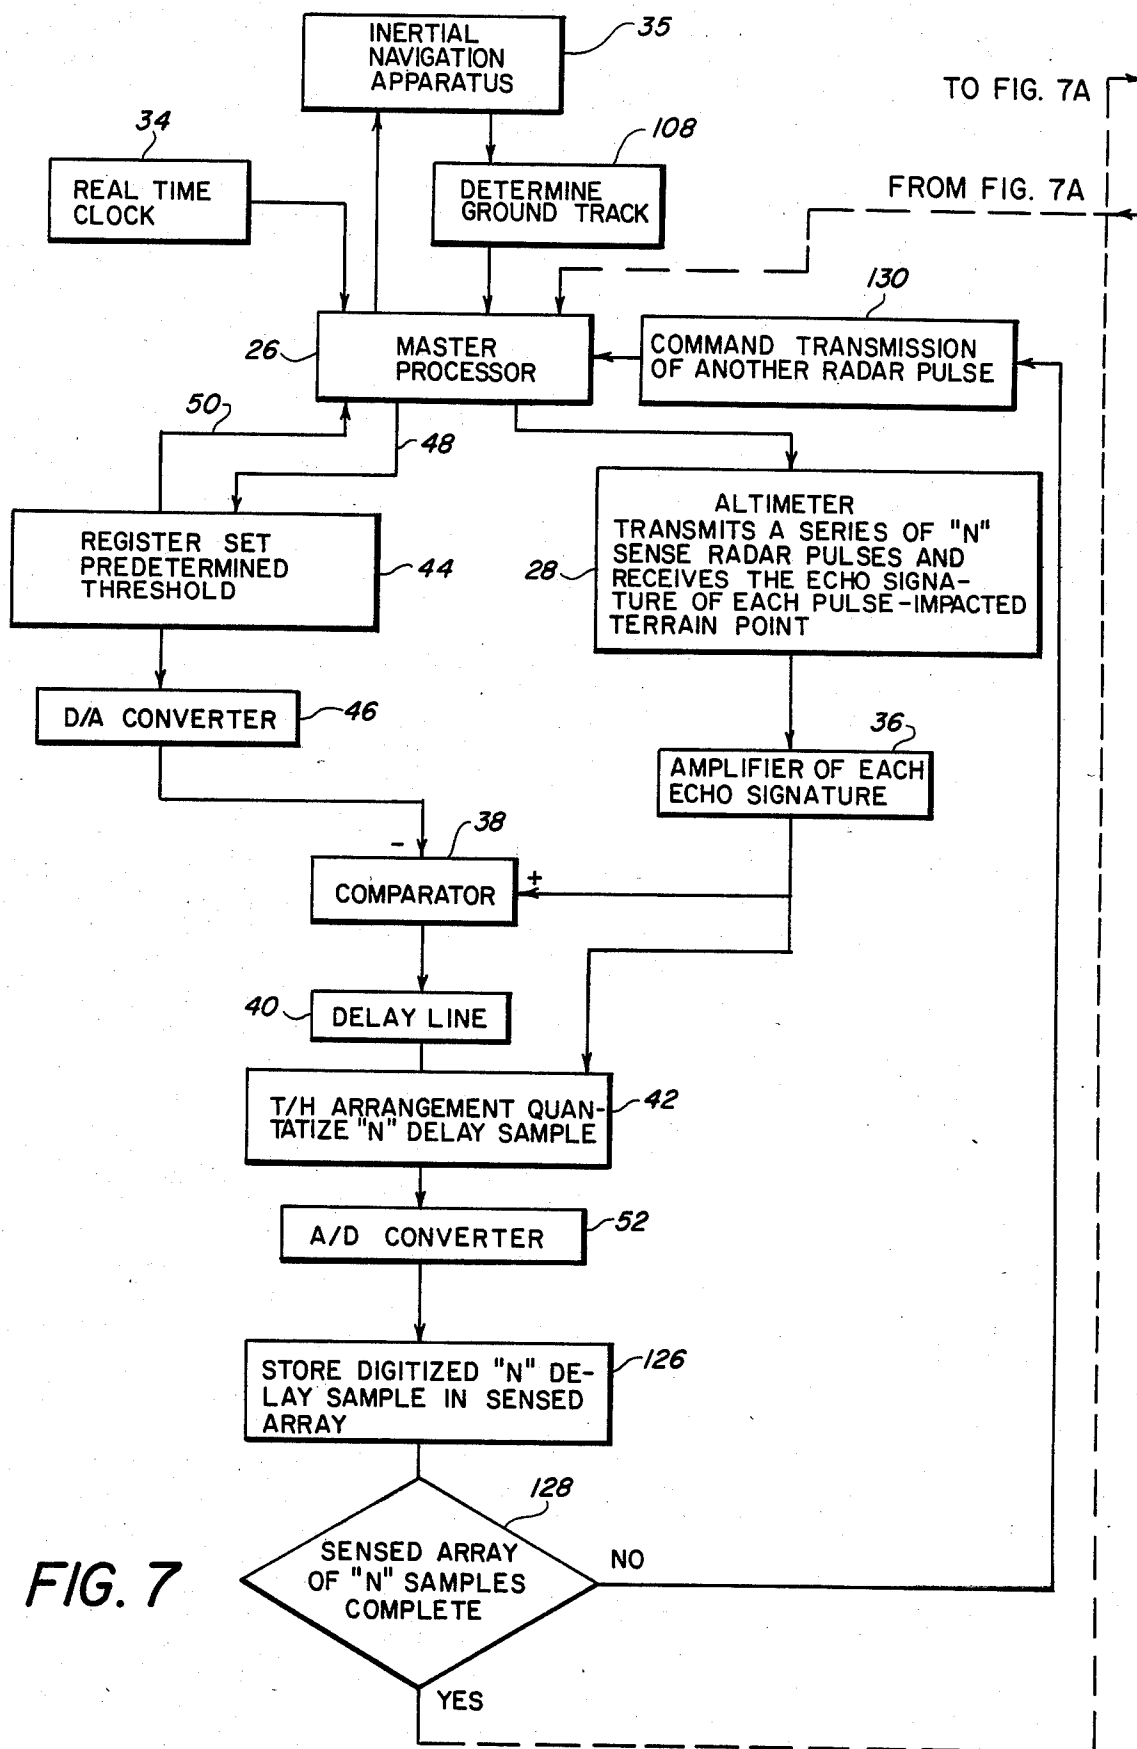 INERTIAL
NAVIGATION
APPARATUS
35
TO FIG. 7A
34
108
REAL TIME
CLOCK
DETERMINE
GROUND TRACK
FROM FIG. 7A
130
26
MASTER
PROCESSOR
COMMAND TRANSMISSION
OF ANOTHER RADAR PULSE
50
48
REGISTER SET
PREDETERMINED
THRESHOLD
44
28
ALTIMETER
TRANSMITS A SERIES OF "N"
SENSE RADAR PULSES AND
RECEIVES THE ECHO SIGNA-
TURE OF EACH PULSE-IMPACTED
TERRAIN POINT
D/A CONVERTER
46
36
AMPLIFIER OF EACH
ECHO SIGNATURE
-
38
+
COMPARATOR
40
DELAY LINE
T/H ARRANGEMENT QUAN-
TATIZE "N" DELAY SAMPLE
42
A/D CONVERTER
52
STORE DIGITIZED "N" DE-
LAY SAMPLE IN SENSED
ARRAY
126
128
SENSED ARRAY
OF "N" SAMPLES
COMPLETE
NO
FIG. 7
YES